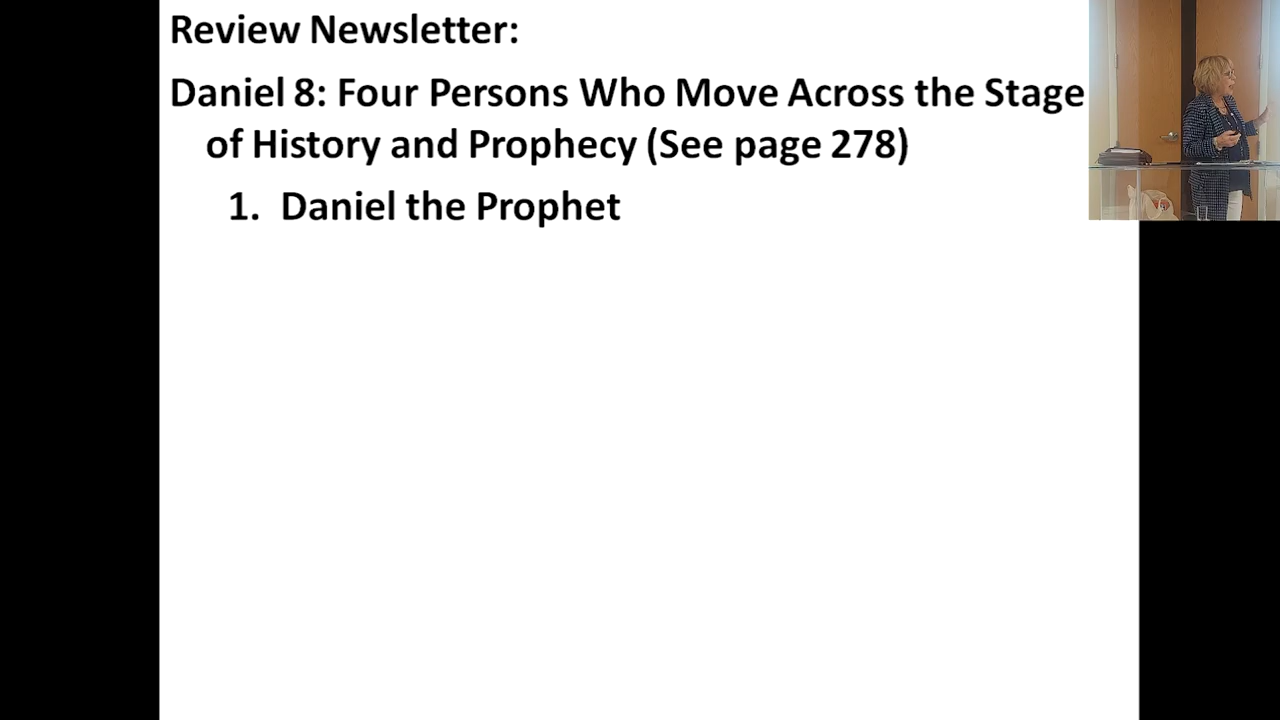 Review Newsletter:
Daniel 8: Four Persons Who Move Across the Stage
of History and Prophecy (See page 278)
1. Daniel the Prophet